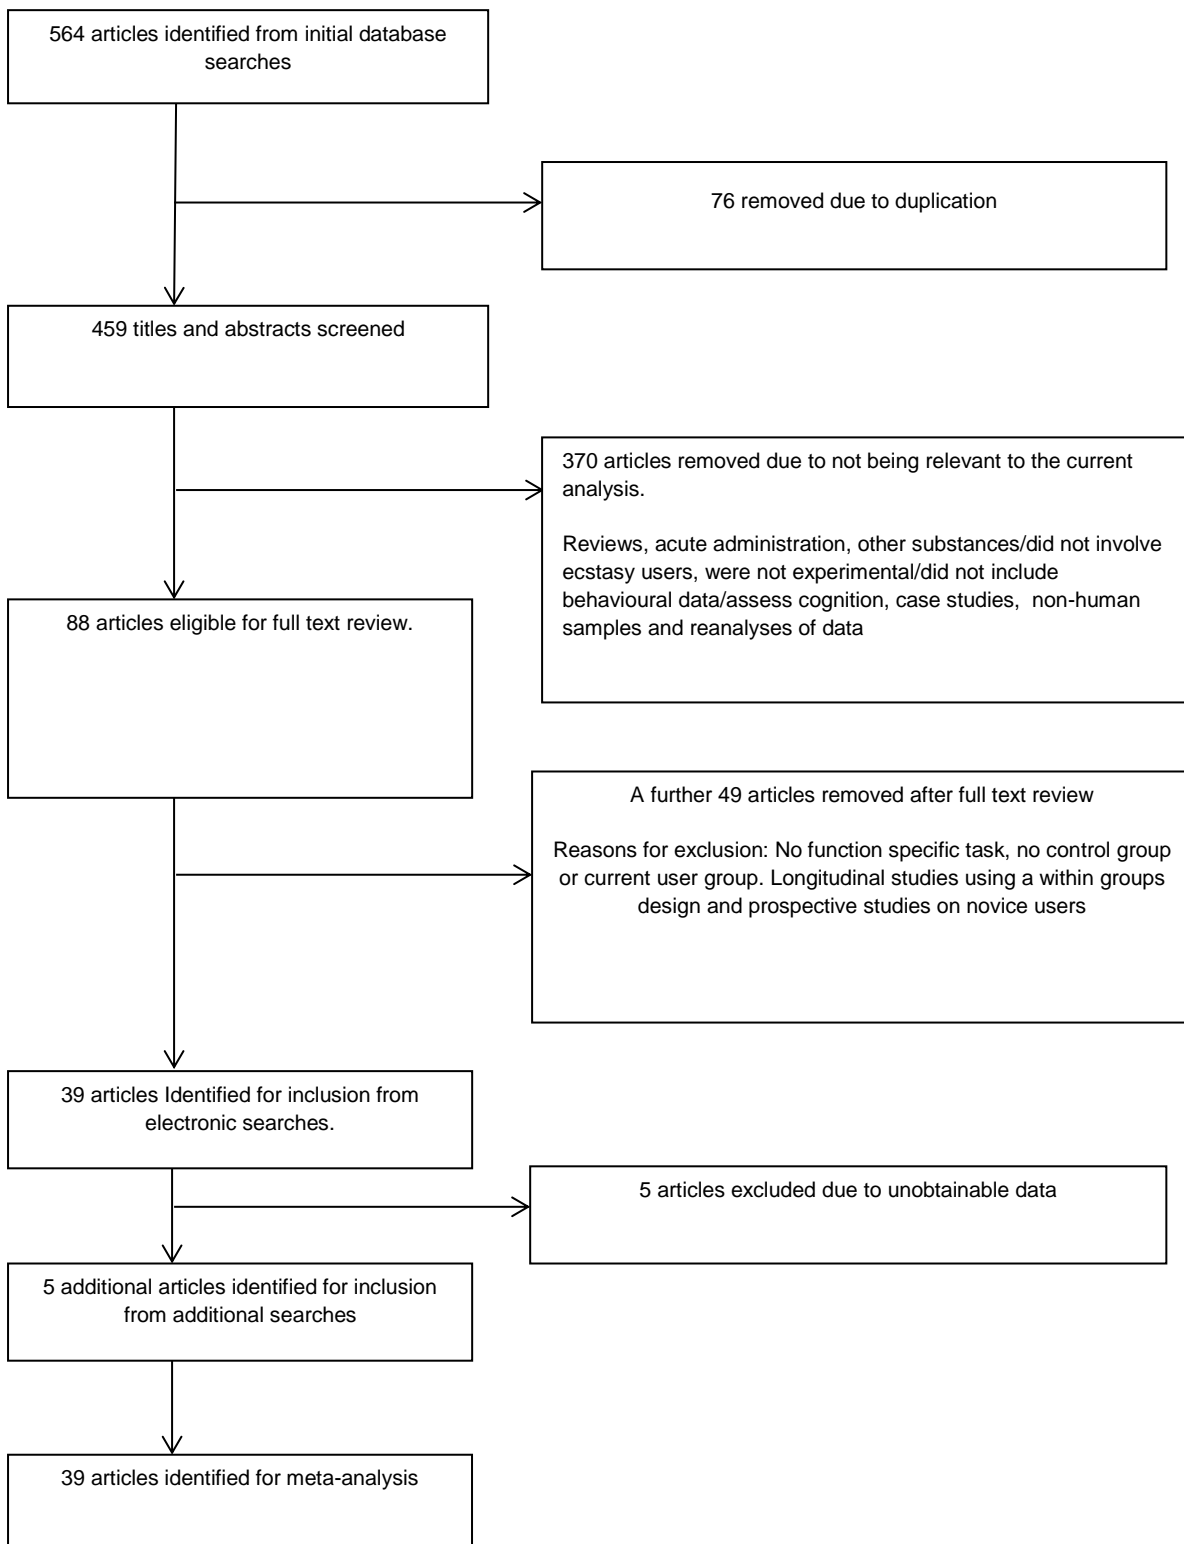 564 articles identified from initial database
searches
76 removed due to duplication
459 titles and abstracts screened
370 articles removed due to not being relevant to the current
analysis.
Reviews, acute administration, other substances/did not involve
ecstasy users, were not experimental/did not include
behavioural data/assess cognition, case studies,  non-human
samples and reanalyses of data
88 articles eligible for full text review.
A further 49 articles removed after full text review
Reasons for exclusion: No function specific task, no control group
or current user group. Longitudinal studies using a within groups
design and prospective studies on novice users
39 articles Identified for inclusion from
electronic searches.
5 articles excluded due to unobtainable data
5 additional articles identified for inclusion
from additional searches
39 articles identified for meta-analysis